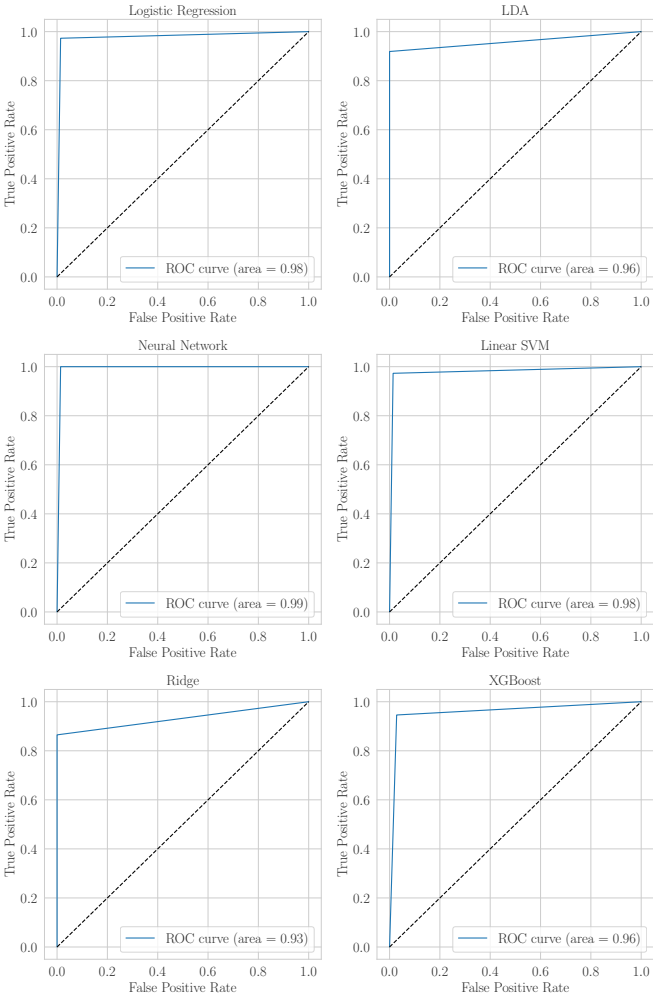 Logistic Regression
1.0
0.8
0.6
0.4
0.2
0.0
True Positive Rate
ROC curve (area = 0.98)
0.0 0.2 0.4 0.6 0.8 1.0
False Positive Rate
LDA
1.0
0.8
0.6
0.4
0.2
0.0
True Positive Rate
ROC curve (area = 0.96)
0.0 0.2 0.4 0.6 0.8 1.0
False Positive Rate
Neural Network
1.0
0.8
0.6
0.4
0.2
0.0
True Positive Rate
ROC curve (area = 0.99)
0.0 0.2 0.4 0.6 0.8 1.0
False Positive Rate
Linear SVM
1.0
0.8
0.6
0.4
0.2
0.0
True Positive Rate
ROC curve (area = 0.98)
0.0 0.2 0.4 0.6 0.8 1.0
False Positive Rate
Ridge
1.0
0.8
0.6
0.4
0.2
0.0
True Positive Rate
ROC curve (area = 0.93)
0.0 0.2 0.4 0.6 0.8 1.0
False Positive Rate
XGBoost
1.0
0.8
0.6
0.4
0.2
0.0
True Positive Rate
ROC curve (area = 0.96)
0.0 0.2 0.4 0.6 0.8 1.0
False Positive Rate